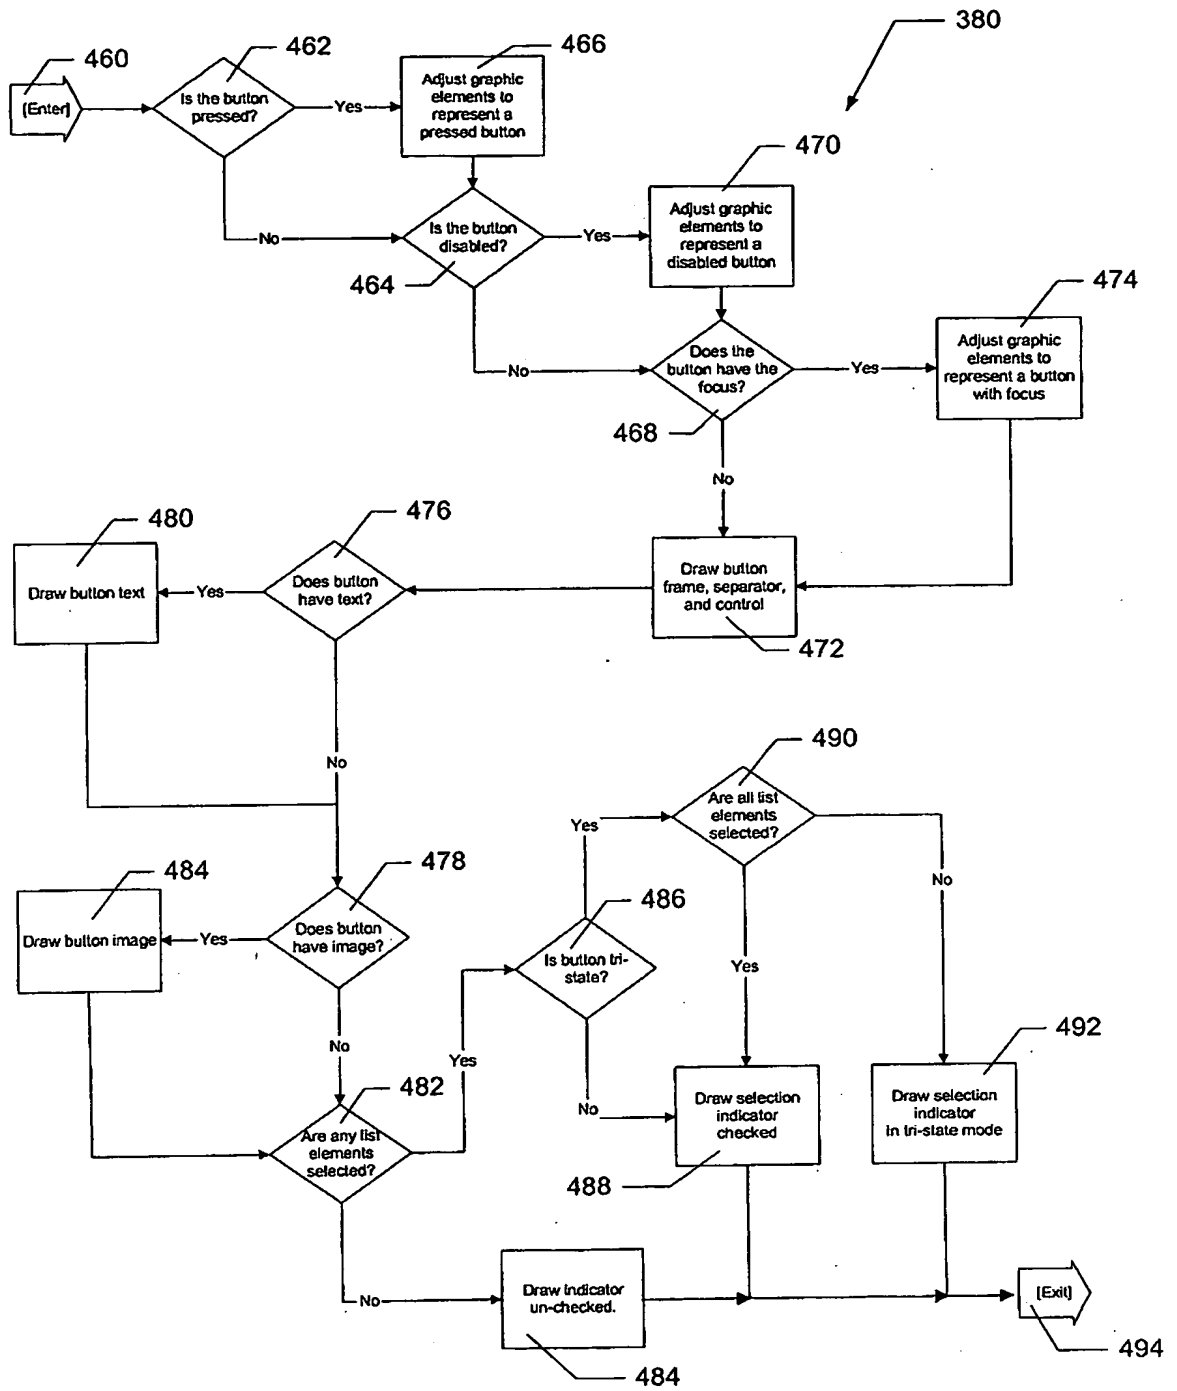 380
460
[Enter]
462
Is the button
pressed?
Yes
466
Adjust graphic
elements to
represent a
pressed button
No
Is the button
disabled?
464
Yes
470
Adjust graphic
elements to
represent a
disabled button
No
Does the
button have the
focus?
468
Yes
474
Adjust graphic
elements to
represent a button
with focus
No
Draw button
frame, separator,
and control
472
476
Does button
have text?
Yes
480
Draw button text
No
478
Does button
have image?
Yes
484
Draw button image
No
482
Are any list
elements
selected?
Yes
486
Is button tri-
state?
Yes
490
Are all list
elements
selected?
No
Yes
No
Draw selection
indicator
checked
488
492
Draw selection
indicator
in tri-state mode
No
Draw indicator
un-checked.
484
[Exit]
494